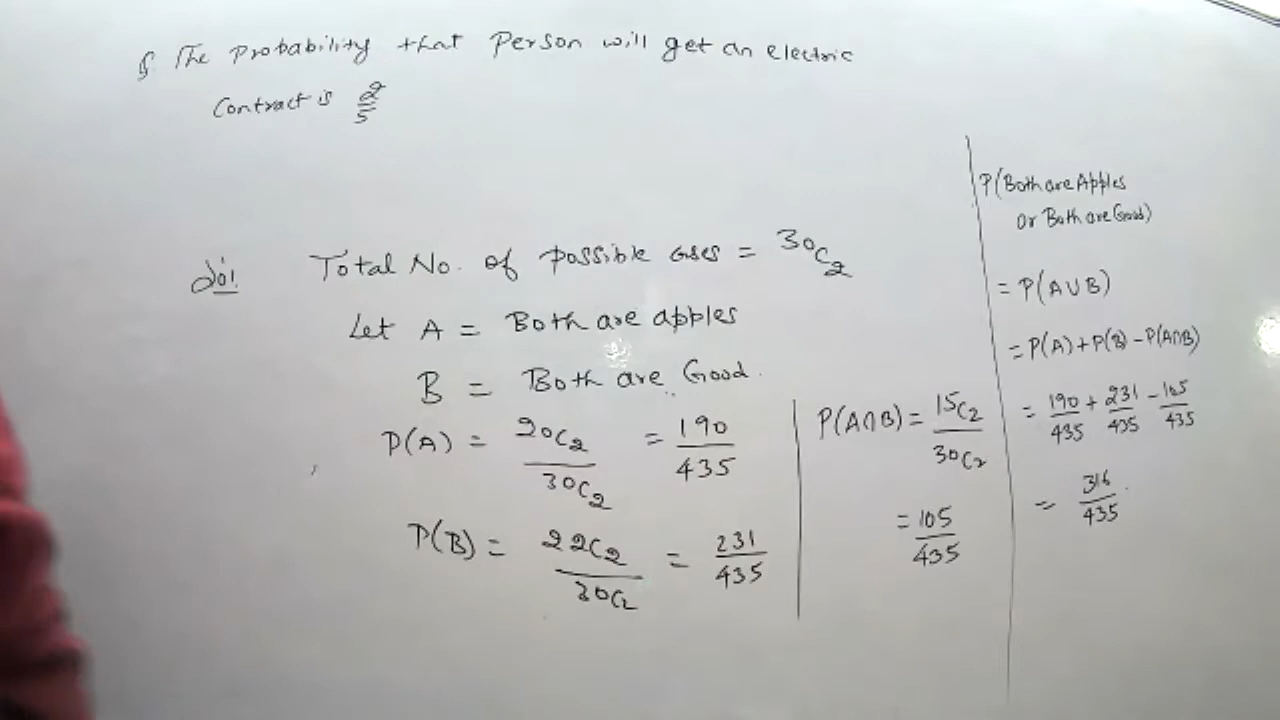 Q The Probability that Person will get an electric
Contract is 2/5
Sol: Total No. of possible cases = 30C2
Let A = Both are apples
B = Both are Good.
P(A) = 20C2/30C2 = 190/435
P(B) = 22C2/30C2 = 231/435
P(A∩B) = 15C2/30C2
= 105/435
P(Both are Apples
or Both are Good)
= P(A∪B)
= P(A) + P(B) - P(A∩B)
= 190/435 + 231/435 - 105/435
= 316/435.